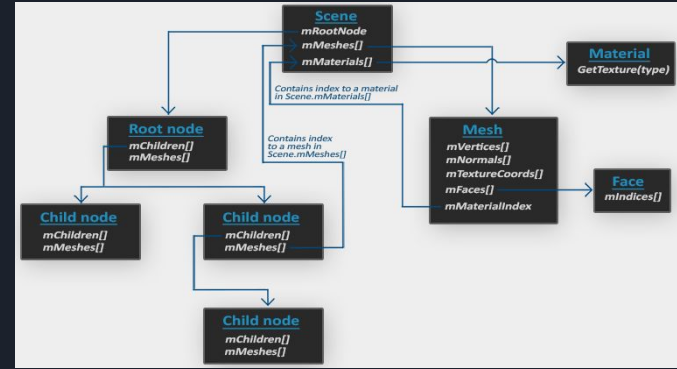 Scene
mRootNode
mMeshes[]
mMaterials[]
Material
GetTexture(type)
Contains index to a material
in Scene.mMaterials[]
Root node
mChildren[]
mMeshes[]
Contains index
to a mesh in
Scene.mMeshes[]
Mesh
mVertices[]
mNormals[]
mTextureCoords[]
mFaces[]
mMaterialIndex
Face
mIndices[]
Child node
mChildren[]
mMeshes[]
Child node
mChildren[]
mMeshes[]
Child node
mChildren[]
mMeshes[]